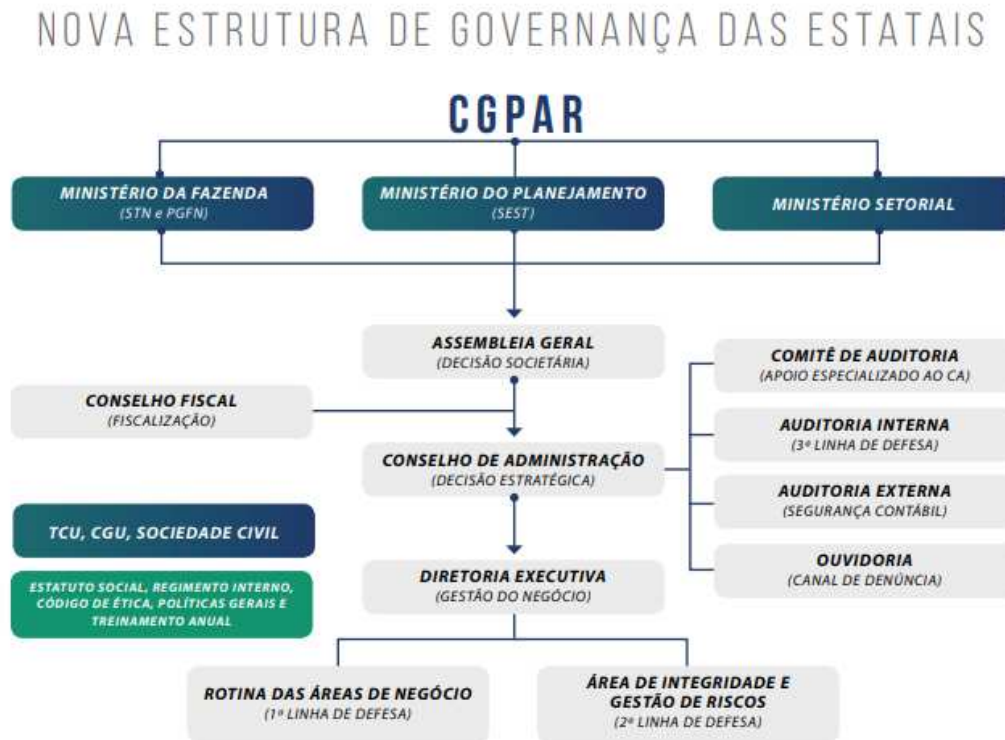 NOVA ESTRUTURA DE GOVERNANÇA DAS ESTATAIS
CGPAR
MINISTÉRIO DA FAZENDA
(STN e PGFN)
MINISTÉRIO DO PLANEJAMENTO
(SEST)
MINISTÉRIO SETORIAL
ASSEMBLEIA GERAL
(DECISÃO SOCIETÁRIA)
COMITÊ DE AUDITORIA
(APOIO ESPECIALIZADO AO CA)
CONSELHO FISCAL
(FISCALIZAÇÃO)
AUDITORIA INTERNA
(3ª LINHA DE DEFESA)
CONSELHO DE ADMINISTRAÇÃO
(DECISÃO ESTRATÉGICA)
AUDITORIA EXTERNA
(SEGURANÇA CONTÁBIL)
TCU, CGU, SOCIEDADE CIVIL
OUVIDORIA
(CANAL DE DENÚNCIA)
DIRETORIA EXECUTIVA
(GESTÃO DO NEGÓCIO)
ESTATUTO SOCIAL, REGIMENTO INTERNO,
CÓDIGO DE ÉTICA, POLÍTICAS GERAIS E
TREINAMENTO ANUAL
ROTINA DAS ÁREAS DE NEGÓCIO
(1ª LINHA DE DEFESA)
ÁREA DE INTEGRIDADE E
GESTÃO DE RISCOS
(2ª LINHA DE DEFESA)